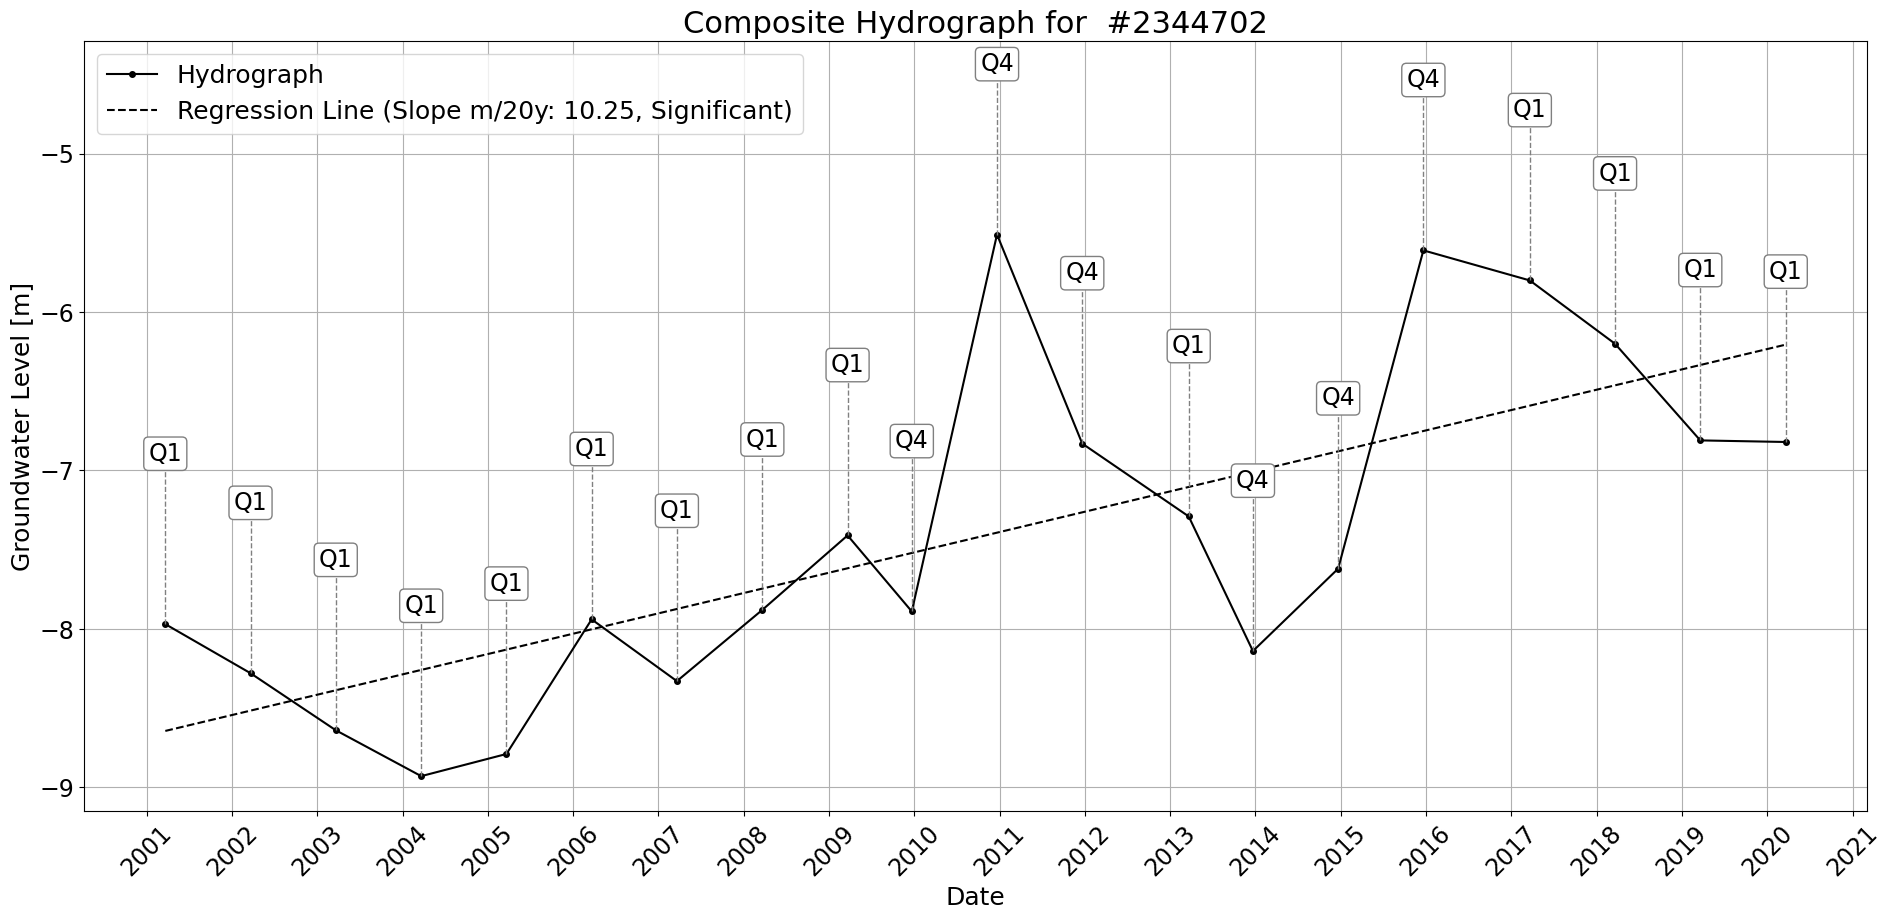 Composite Hydrograph for  #2344702
Hydrograph
Regression Line (Slope m/20y: 10.25, Significant)
Groundwater Level [m]
−5
−6
−7
−8
−9
Q1
Q1
Q1
Q1
Q1
Q1
Q1
Q1
Q1
Q4
Q4
Q4
Q1
Q4
Q4
Q4
Q1
Q1
Q1
Q1
2001
2002
2003
2004
2005
2006
2007
2008
2009
2010
2011
2012
2013
2014
2015
2016
2017
2018
2019
2020
2021
Date